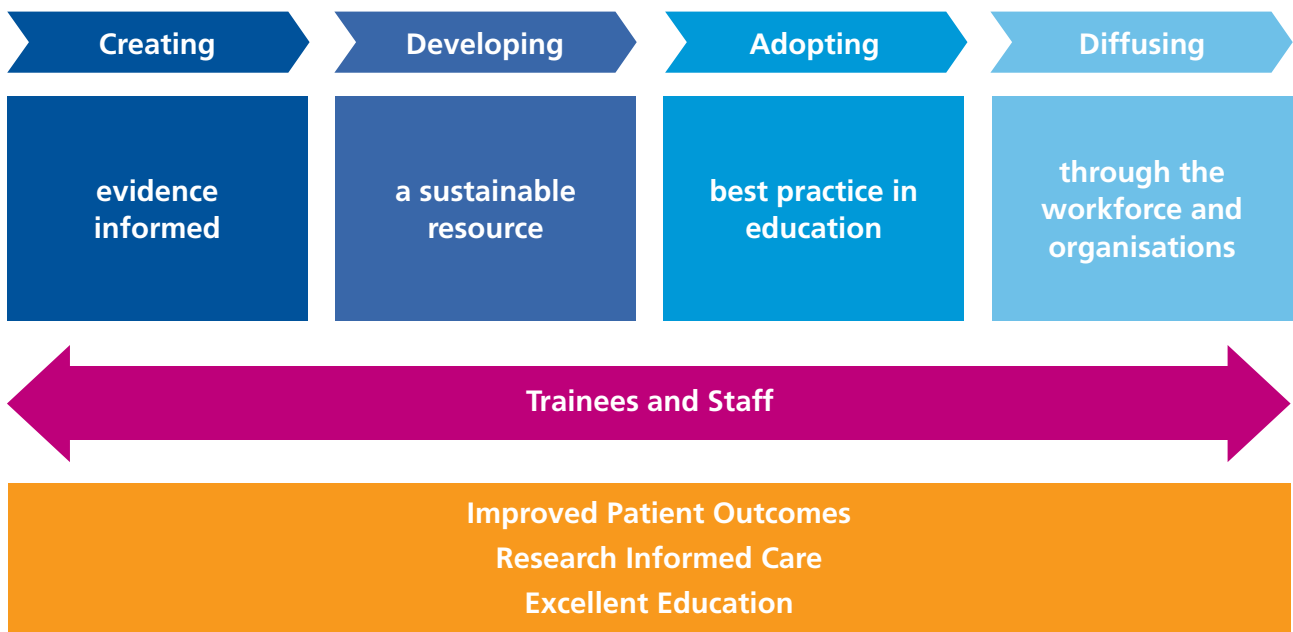 Creating
Developing
Adopting
Diffusing
evidence
informed
a sustainable
resource
best practice in
education
through the
workforce and
organisations
Trainees and Staff
Improved Patient Outcomes
Research Informed Care
Excellent Education